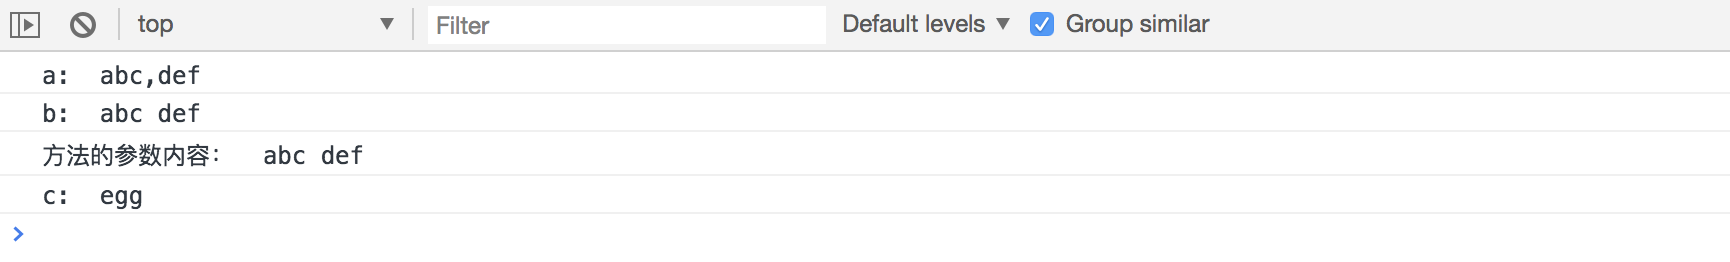 top Filter Default levels Group similar
a: abc,def
b: abc def
方法的参数内容： abc def
c: egg